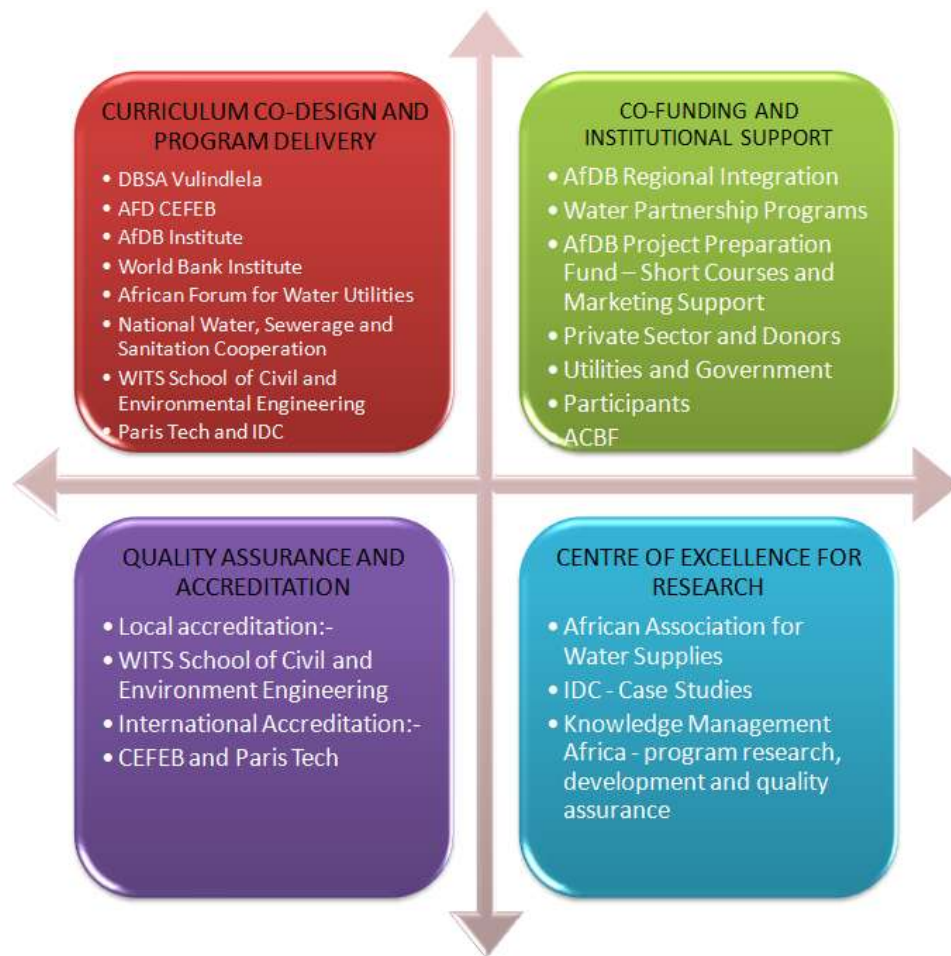 CURRICULUM CO-DESIGN AND
PROGRAM DELIVERY
• DBSA Vulindlela
• AFD CEFEB
• AfDB Institute
• World Bank Institute
• African Forum for Water Utilities
• National Water, Sewerage and
Sanitation Cooperation
• WITS School of Civil and
Environmental Engineering
• Paris Tech and IDC
CO-FUNDING AND
INSTITUTIONAL SUPPORT
• AfDB Regional Integration
• Water Partnership Programs
• AfDB Project Preparation
Fund – Short Courses and
Marketing Support
• Private Sector and Donors
• Utilities and Government
• Participants
• ACBF
QUALITY ASSURANCE AND
ACCREDITATION
• Local accreditation:-
• WITS School of Civil and
Environment Engineering
• International Accreditation:-
• CEFEB and Paris Tech
CENTRE OF EXCELLENCE FOR
RESEARCH
• African Association for
Water Supplies
• IDC - Case Studies
• Knowledge Management
Africa - program research,
development and quality
assurance